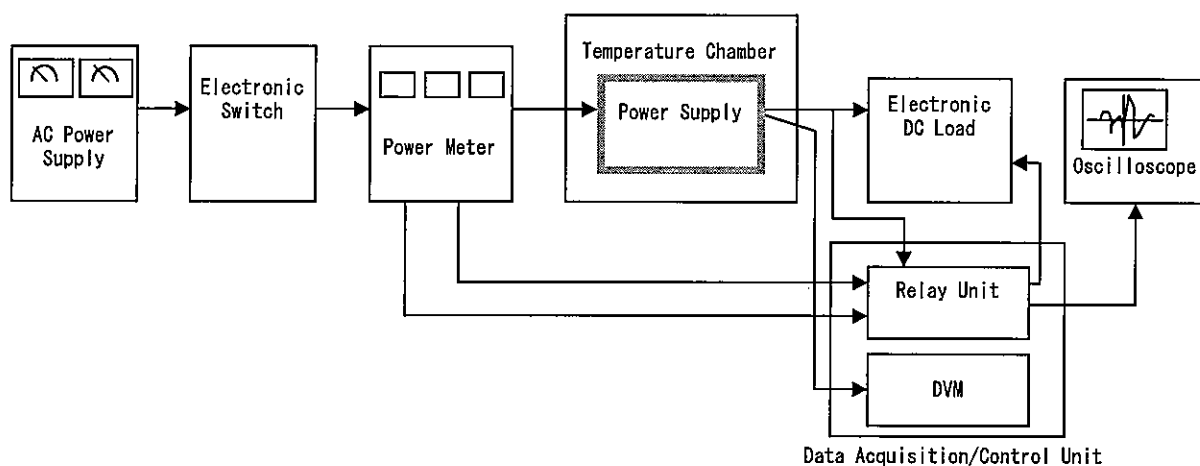 AC Power
Supply
Electronic
Switch
Power Meter
Temperature Chamber
Power Supply
Electronic
DC Load
Oscilloscope
Relay Unit
DVM
Data Acquisition/Control Unit